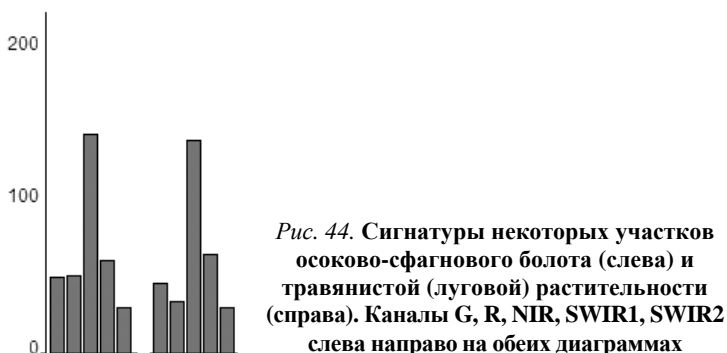 200
100
0
Рис. 44. Сигнатуры некоторых участков
осоково-сфагнового болота (слева) и
травянистой (луговой) растительности
(справа). Каналы G, R, NIR, SWIR1, SWIR2
слева направо на обеих диаграммах